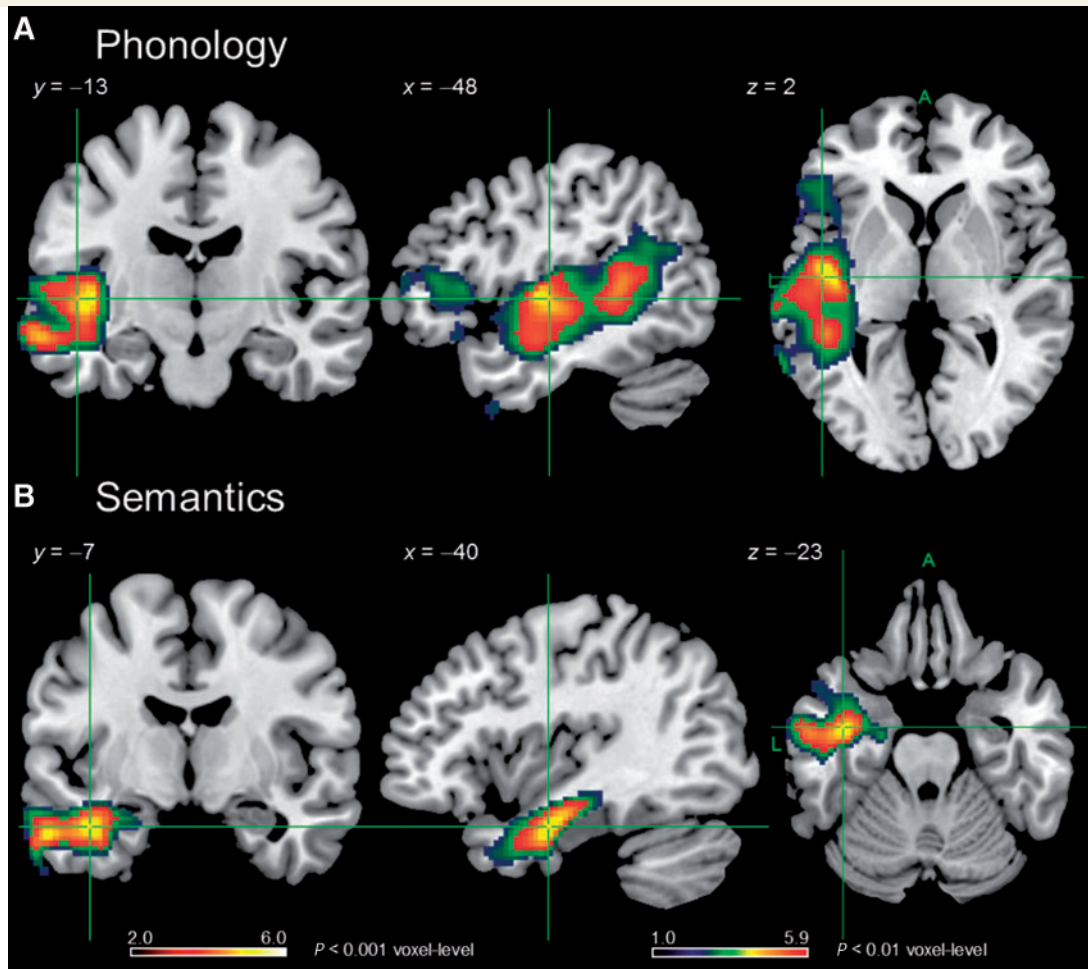 A
Phonology
y = −13
x = −48
z = 2
A
L
B
Semantics
y = −7
x = −40
z = −23
A
L
2.0 6.0 P < 0.001 voxel-level
1.0 5.9 P < 0.01 voxel-level